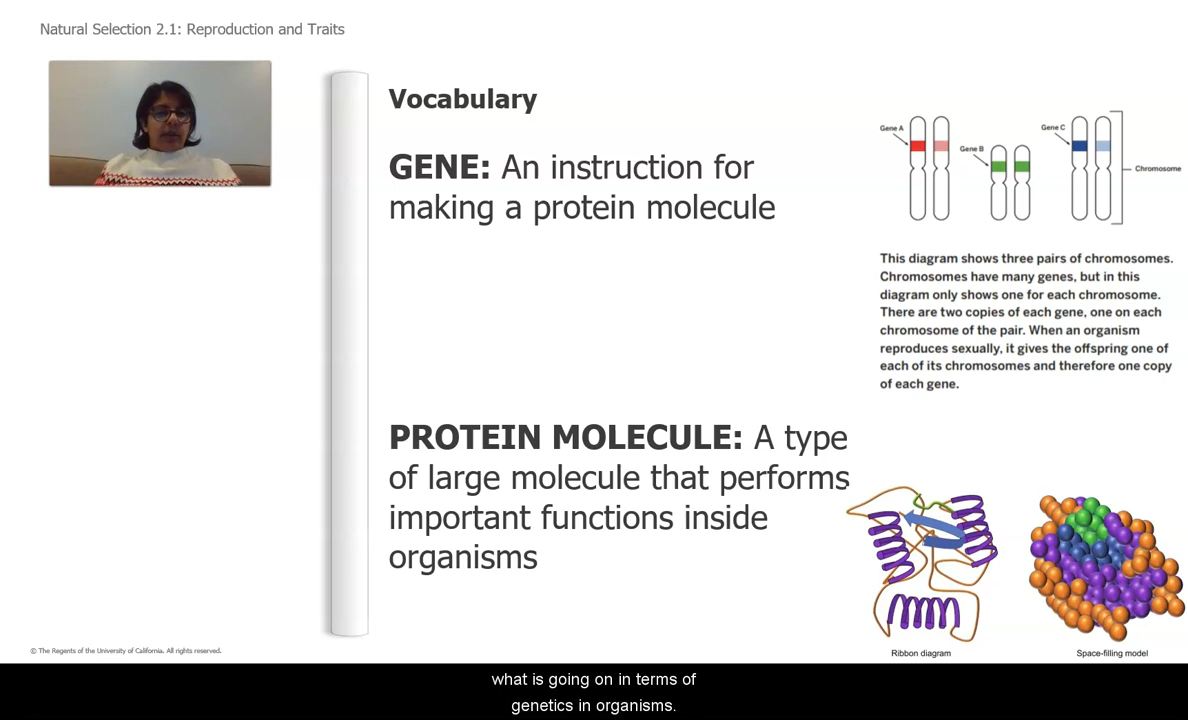 Natural Selection 2.1: Reproduction and Traits
Vocabulary
GENE: An instruction for
making a protein molecule
PROTEIN MOLECULE: A type
of large molecule that performs
important functions inside
organisms
Gene A
Gene B
Gene C
Chromosome
This diagram shows three pairs of chromosomes.
Chromosomes have many genes, but in this
diagram only shows one for each chromosome.
There are two copies of each gene, one on each
chromosome of the pair. When an organism
reproduces sexually, it gives the offspring one of
each of its chromosomes and therefore one copy
of each gene.
Ribbon diagram
Space-filling model
© The Regents of the University of California. All rights reserved.
what is going on in terms of
genetics in organisms.